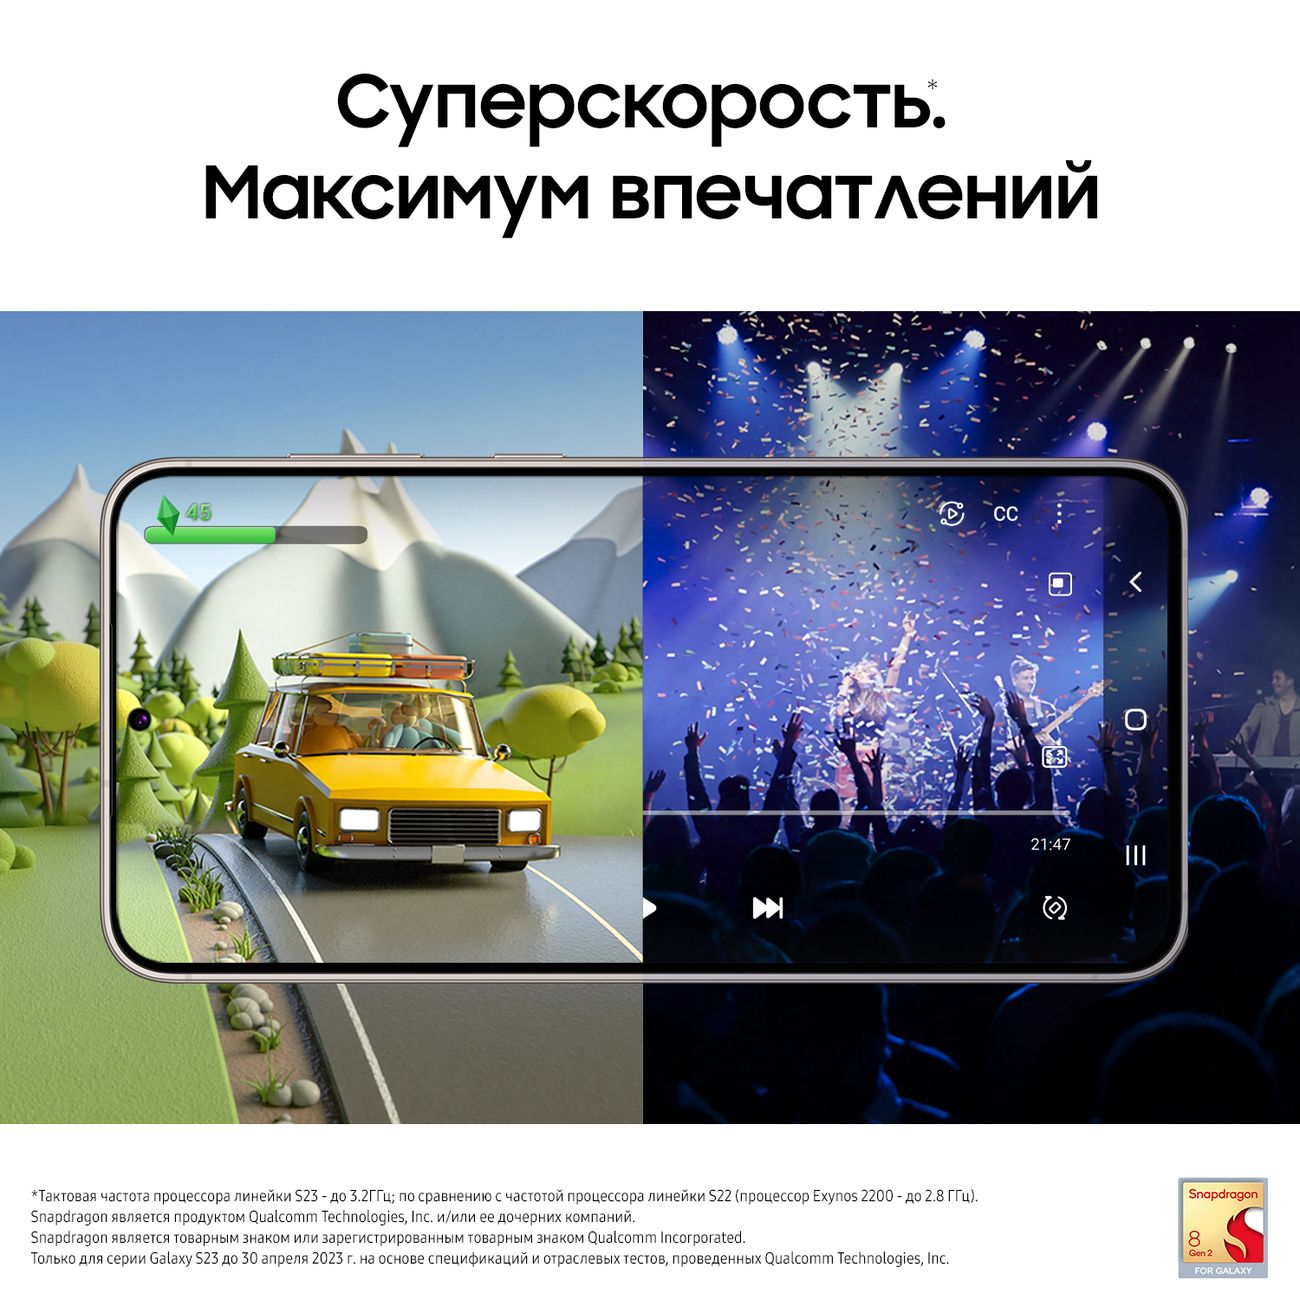 Суперскорость.*
Максимум впечатлений
45
CC
21:47
*Тактовая частота процессора линейки S23 - до 3.2ГГц; по сравнению с частотой процессора линейки S22 (процессор Exynos 2200 - до 2.8 ГГц).
Snapdragon является продуктом Qualcomm Technologies, Inc. и/или ее дочерних компаний.
Snapdragon является товарным знаком или зарегистрированным товарным знаком Qualcomm Incorporated.
Только для серии Galaxy S23 до 30 апреля 2023 г. на основе спецификаций и отраслевых тестов, проведенных Qualcomm Technologies, Inc.
Snapdragon
8
Gen 2
FOR GALAXY